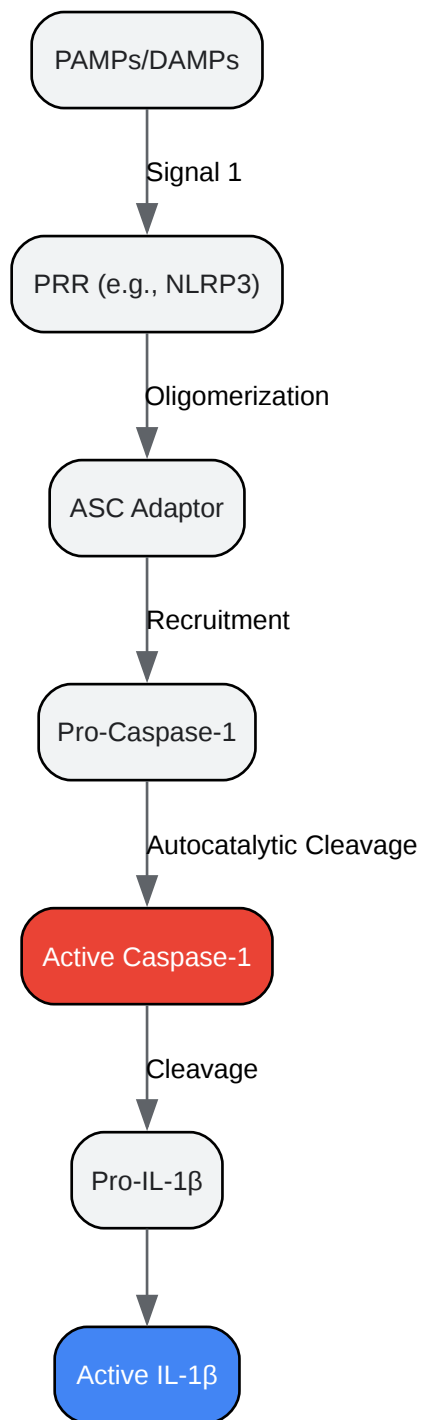 PAMPs/DAMPs
Signal 1
PRR (e.g., NLRP3)
Oligomerization
ASC Adaptor
Recruitment
Pro-Caspase-1
Autocatalytic Cleavage
Active Caspase-1
Cleavage
Pro-IL-1β
Active IL-1β